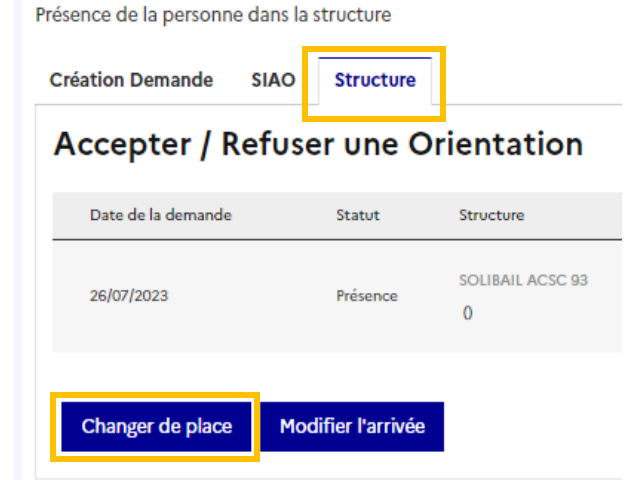 Présence de la personne dans la structure
Création Demande SIAO Structure
Accepter / Refuser une Orientation
Date de la demande Statut Structure
SOLIBAIL ACSC 93
26/07/2023 Présence
()
Changer de place Modifier l'arrivée